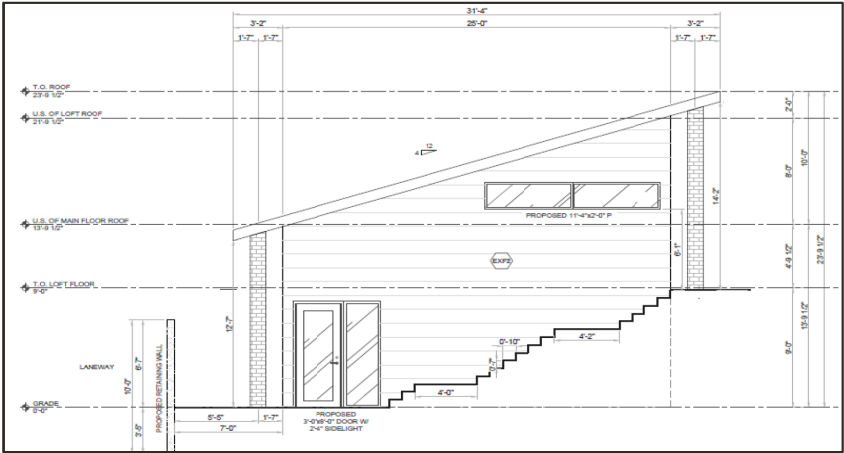 31'-4"
3'-2"
25'-0"
3'-2"
1'-7"
1'-7"
1'-7"
1'-7"
T.O. ROOF
23'-9 1/2"
U.S. OF LOFT ROOF
21'-9 1/2"
2'-0"
12
4
8'-0"
10'-0"
14'-2"
U.S. OF MAIN FLOOR ROOF
13'-9 1/2"
PROPOSED 11'-4"x2'-0" P
6'-1"
4'-9 1/2"
23'-9 1/2"
EXF2
T.O. LOFT FLOOR
9'-0"
12'-7"
13'-9 1/2"
9'-0"
LANEWAY
10'-0"
6'-7"
PROPOSED RETAINING WALL
0'-10"
0'-7"
4'-2"
4'-0"
GRADE
0'-0"
3'-5"
5'-5"
1'-7"
7'-0"
PROPOSED
3'-0"x8'-0" DOOR W/
2'-4" SIDELIGHT